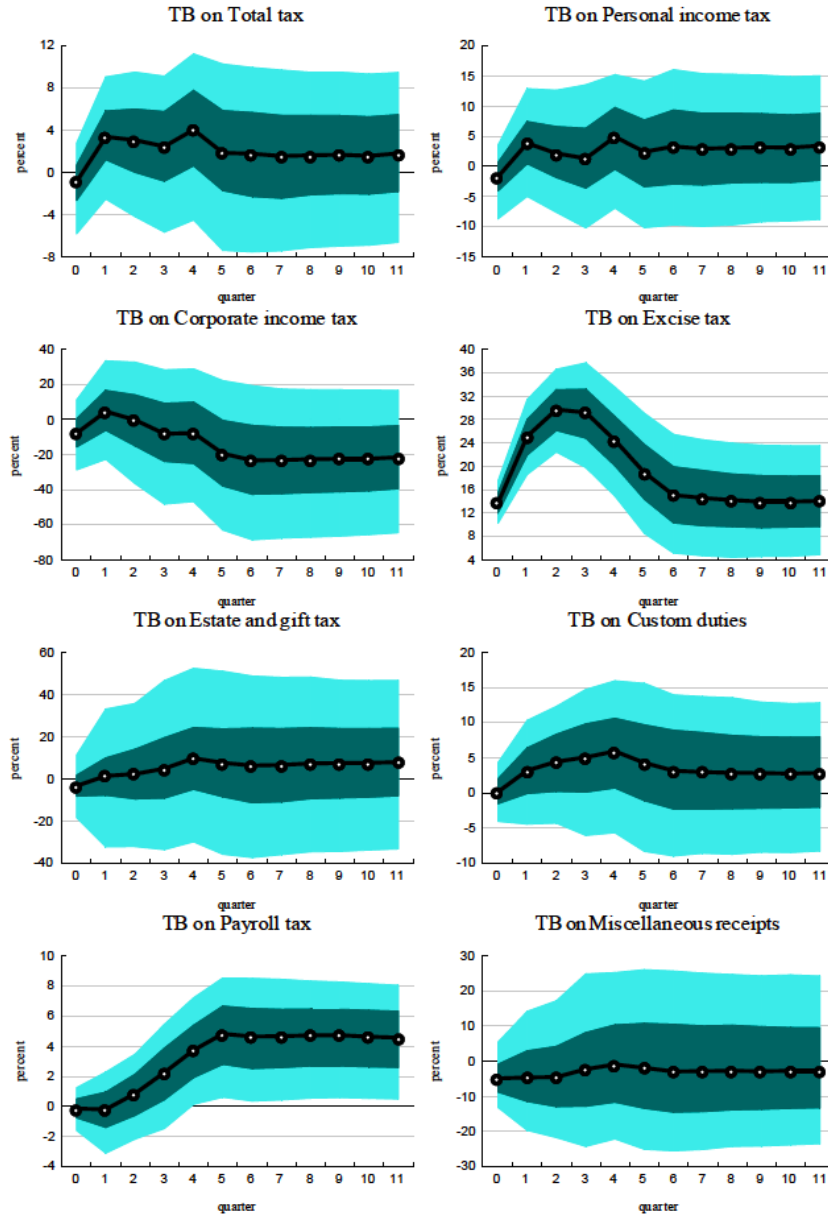 TB on Total tax
12
8
4
0
-4
-8
percent
0 1 2 3 4 5 6 7 8 9 10 11
quarter
TB on Personal income tax
20
15
10
5
0
-5
-10
-15
percent
0 1 2 3 4 5 6 7 8 9 10 11
quarter
TB on Corporate income tax
40
20
0
-20
-40
-60
-80
percent
0 1 2 3 4 5 6 7 8 9 10 11
quarter
TB on Excise tax
40
36
32
28
24
20
16
12
8
4
percent
0 1 2 3 4 5 6 7 8 9 10 11
quarter
TB on Estate and gift tax
60
40
20
0
-20
-40
percent
0 1 2 3 4 5 6 7 8 9 10 11
quarter
TB on Custom duties
20
15
10
5
0
-5
-10
percent
0 1 2 3 4 5 6 7 8 9 10 11
quarter
TB on Payroll tax
10
8
6
4
2
0
-2
-4
percent
0 1 2 3 4 5 6 7 8 9 10 11
quarter
TB on Miscellaneous receipts
30
20
10
0
-10
-20
-30
percent
0 1 2 3 4 5 6 7 8 9 10 11
quarter